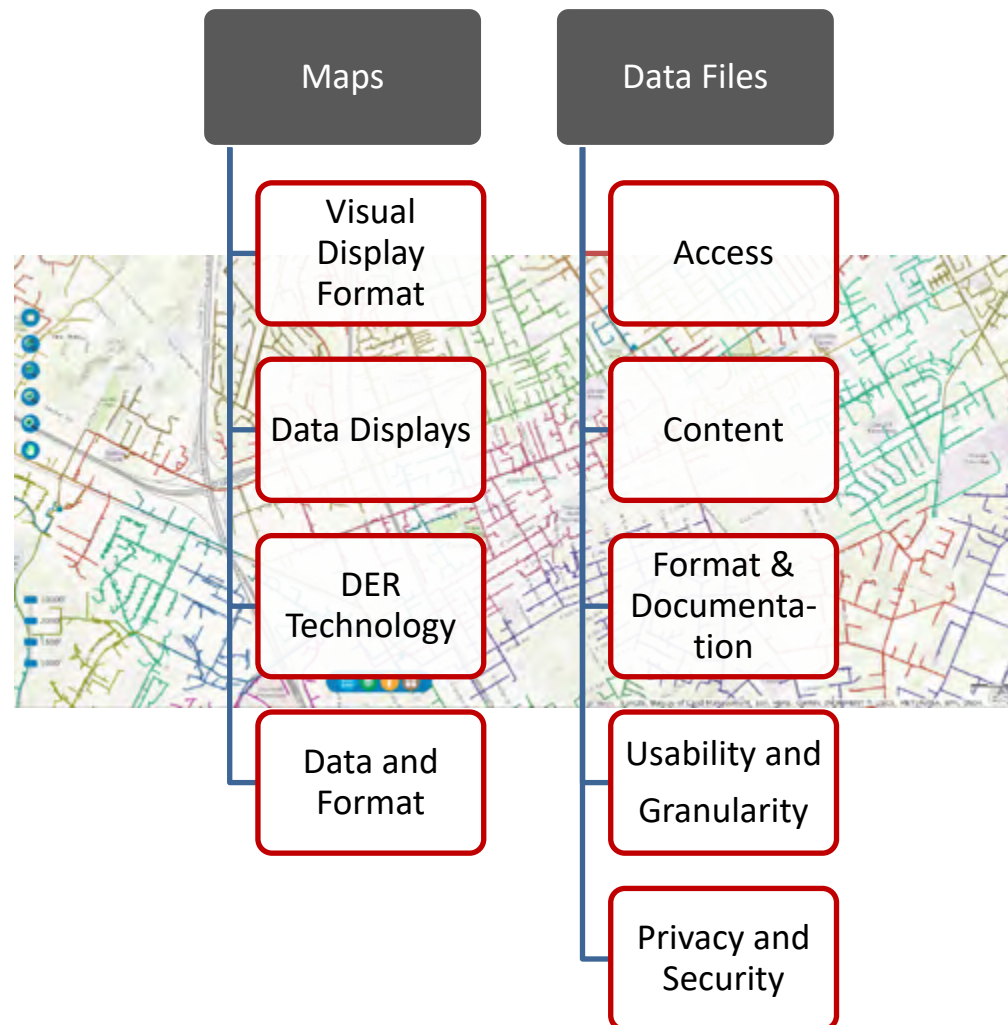 Maps
Visual
Display
Format
Data Displays
DER
Technology
Data and
Format
Data Files
Access
Content
Format &
Documenta-
tion
Usability and
Granularity
Privacy and
Security